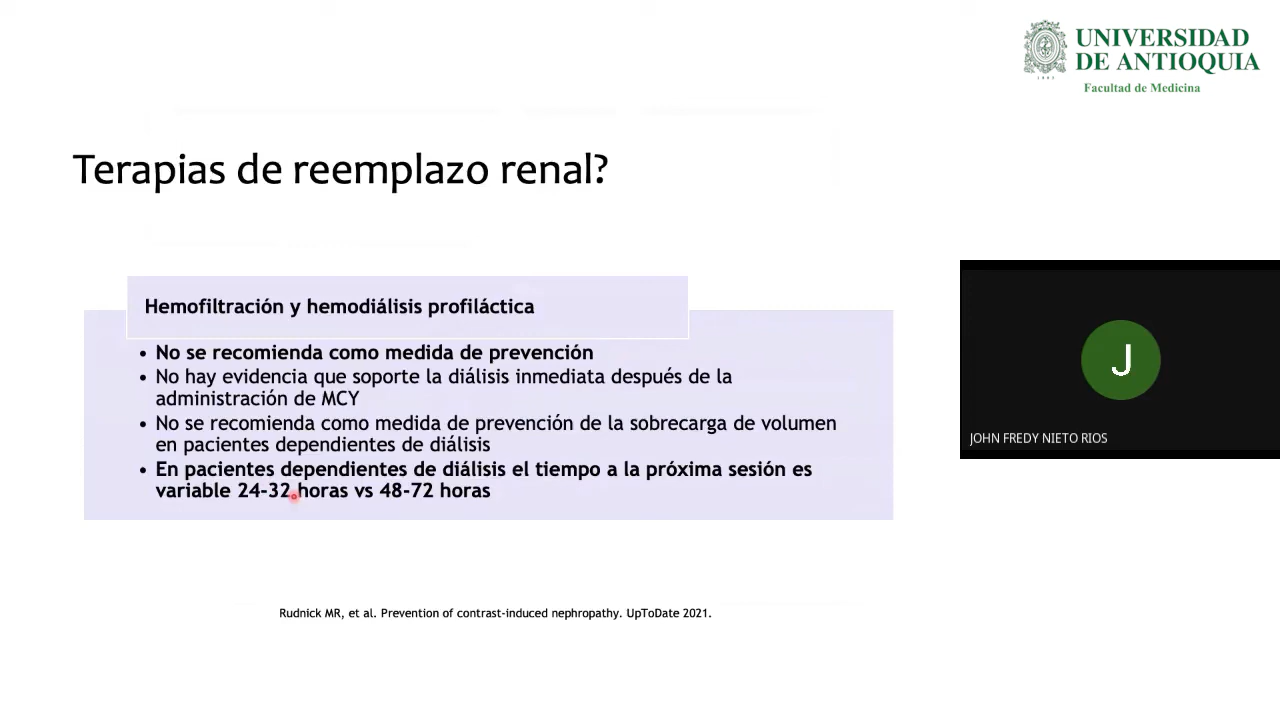 UNIVERSIDAD
DE ANTIOQUIA
Facultad de Medicina
Terapias de reemplazo renal?
Hemofiltración y hemodiálisis profiláctica
• No se recomienda como medida de prevención
• No hay evidencia que soporte la diálisis inmediata después de la
administración de MCY
• No se recomienda como medida de prevención de la sobrecarga de volumen
en pacientes dependientes de diálisis
• En pacientes dependientes de diálisis el tiempo a la próxima sesión es
variable 24-32 horas vs 48-72 horas
J
JOHN FREDY NIETO RIOS
Rudnick MR, et al. Prevention of contrast-induced nephropathy. UpToDate 2021.